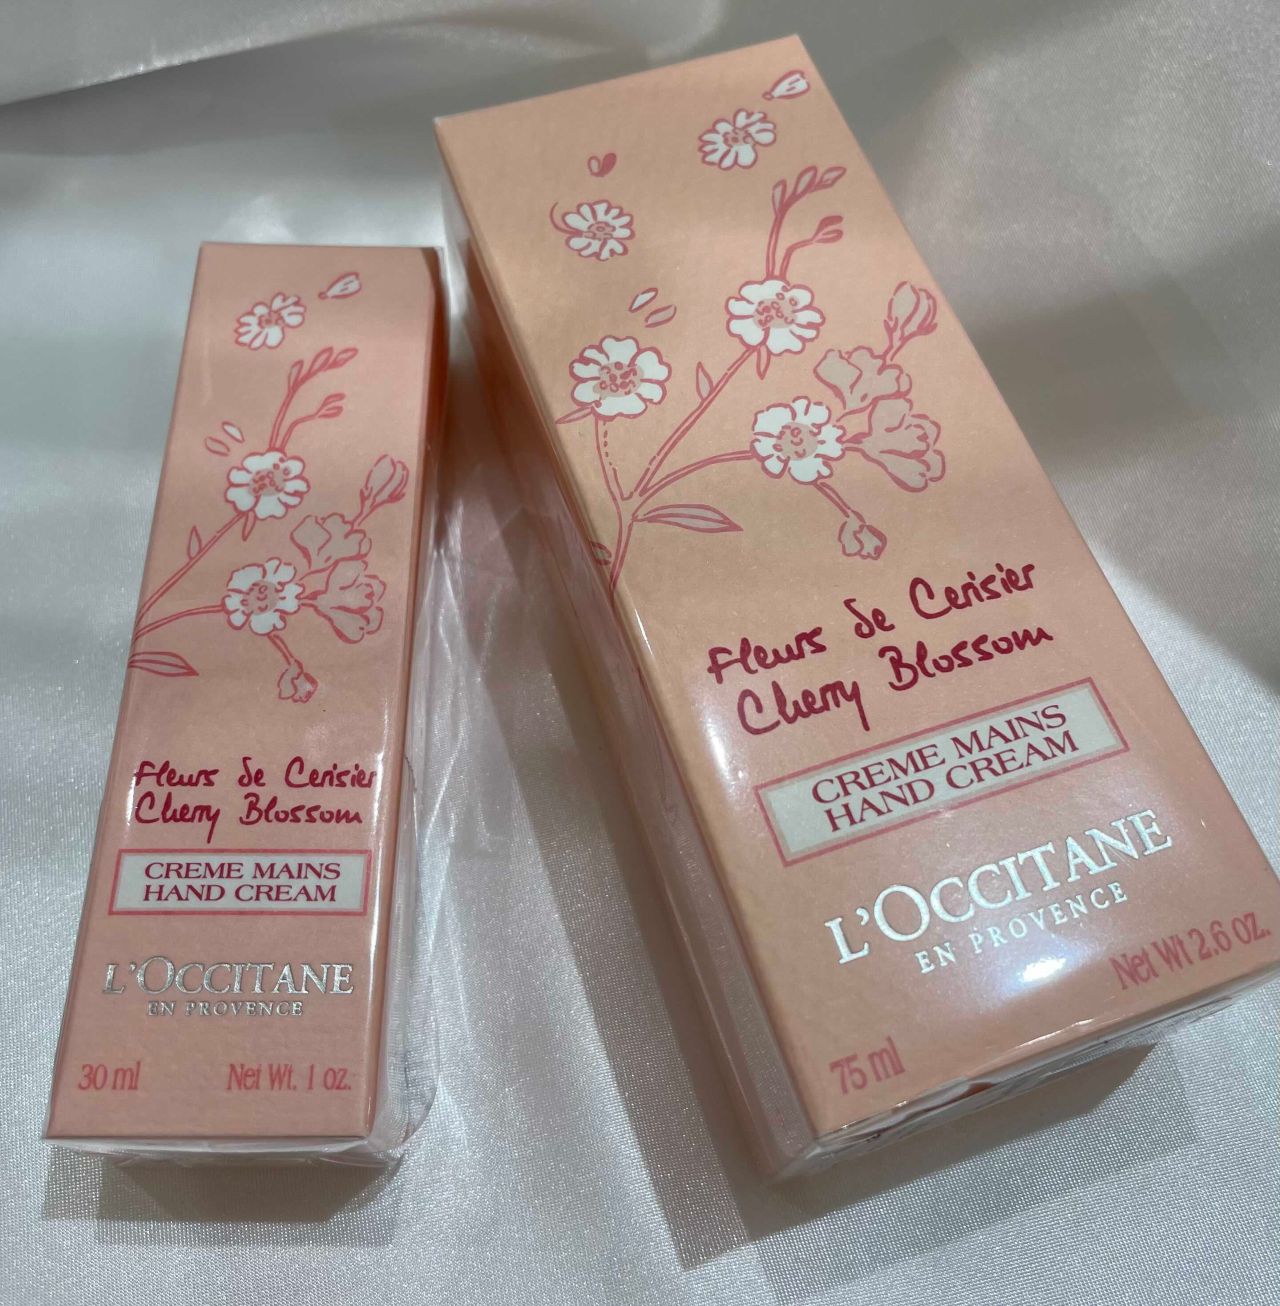 Fleurs de Cerisier
Cherry Blossom
CREME MAINS
HAND CREAM
L'OCCITANE
EN PROVENCE
30 ml Net Wt. 1 oz.
Fleurs de Cerisier
Cherry Blossom
CREME MAINS
HAND CREAM
L'OCCITANE
EN PROVENCE
75 ml Net Wt 2.6 oz.